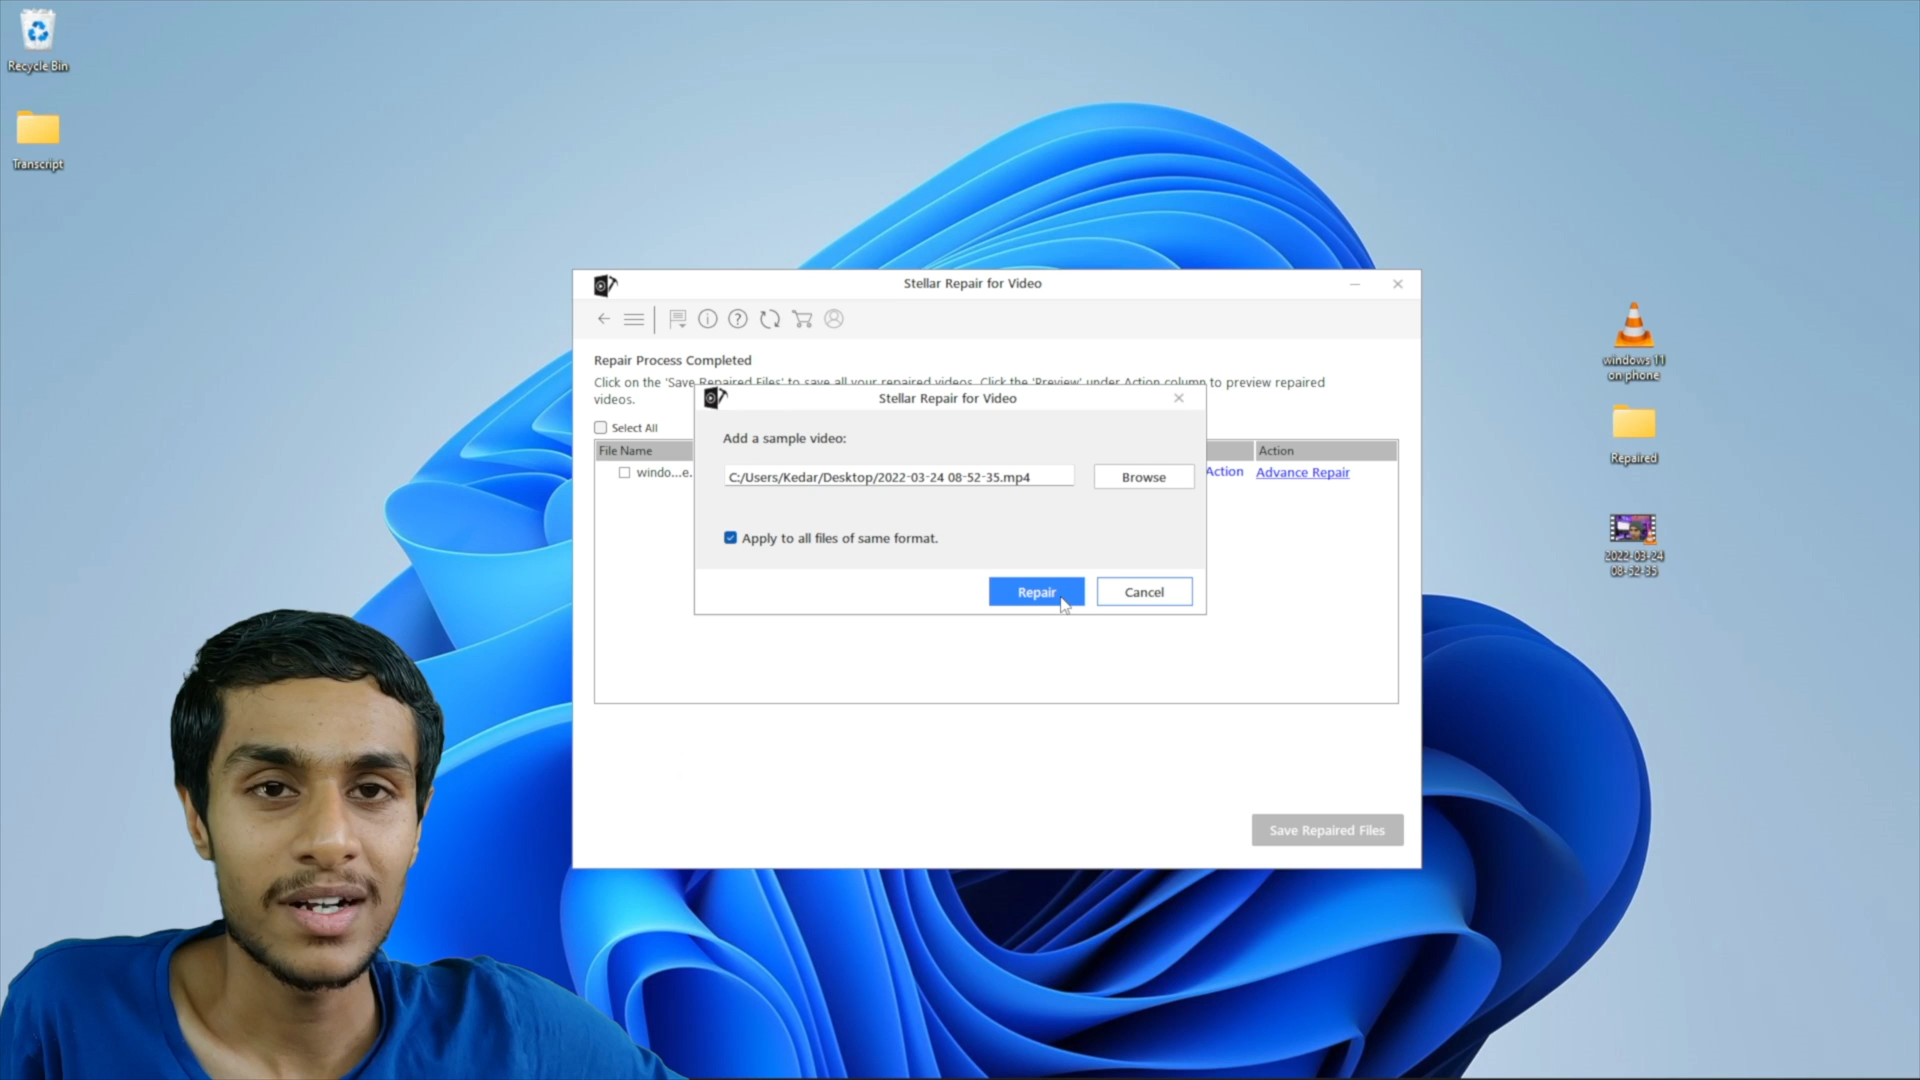 Recycle Bin
Transcript
Stellar Repair for Video
Repair Process Completed
Click on the 'Save Repaired Files' to save all your repaired videos. Click the 'Preview' under Action column to preview repaired
videos.
Select All
File Name
Action
windo...e.
Action
Advance Repair
Stellar Repair for Video
Add a sample video:
C:/Users/Kedar/Desktop/2022-03-24 08-52-35.mp4
Browse
Apply to all files of same format.
Repair
Cancel
Save Repaired Files
windows 11
on phone
Repaired
2022-03-24
08-52-35